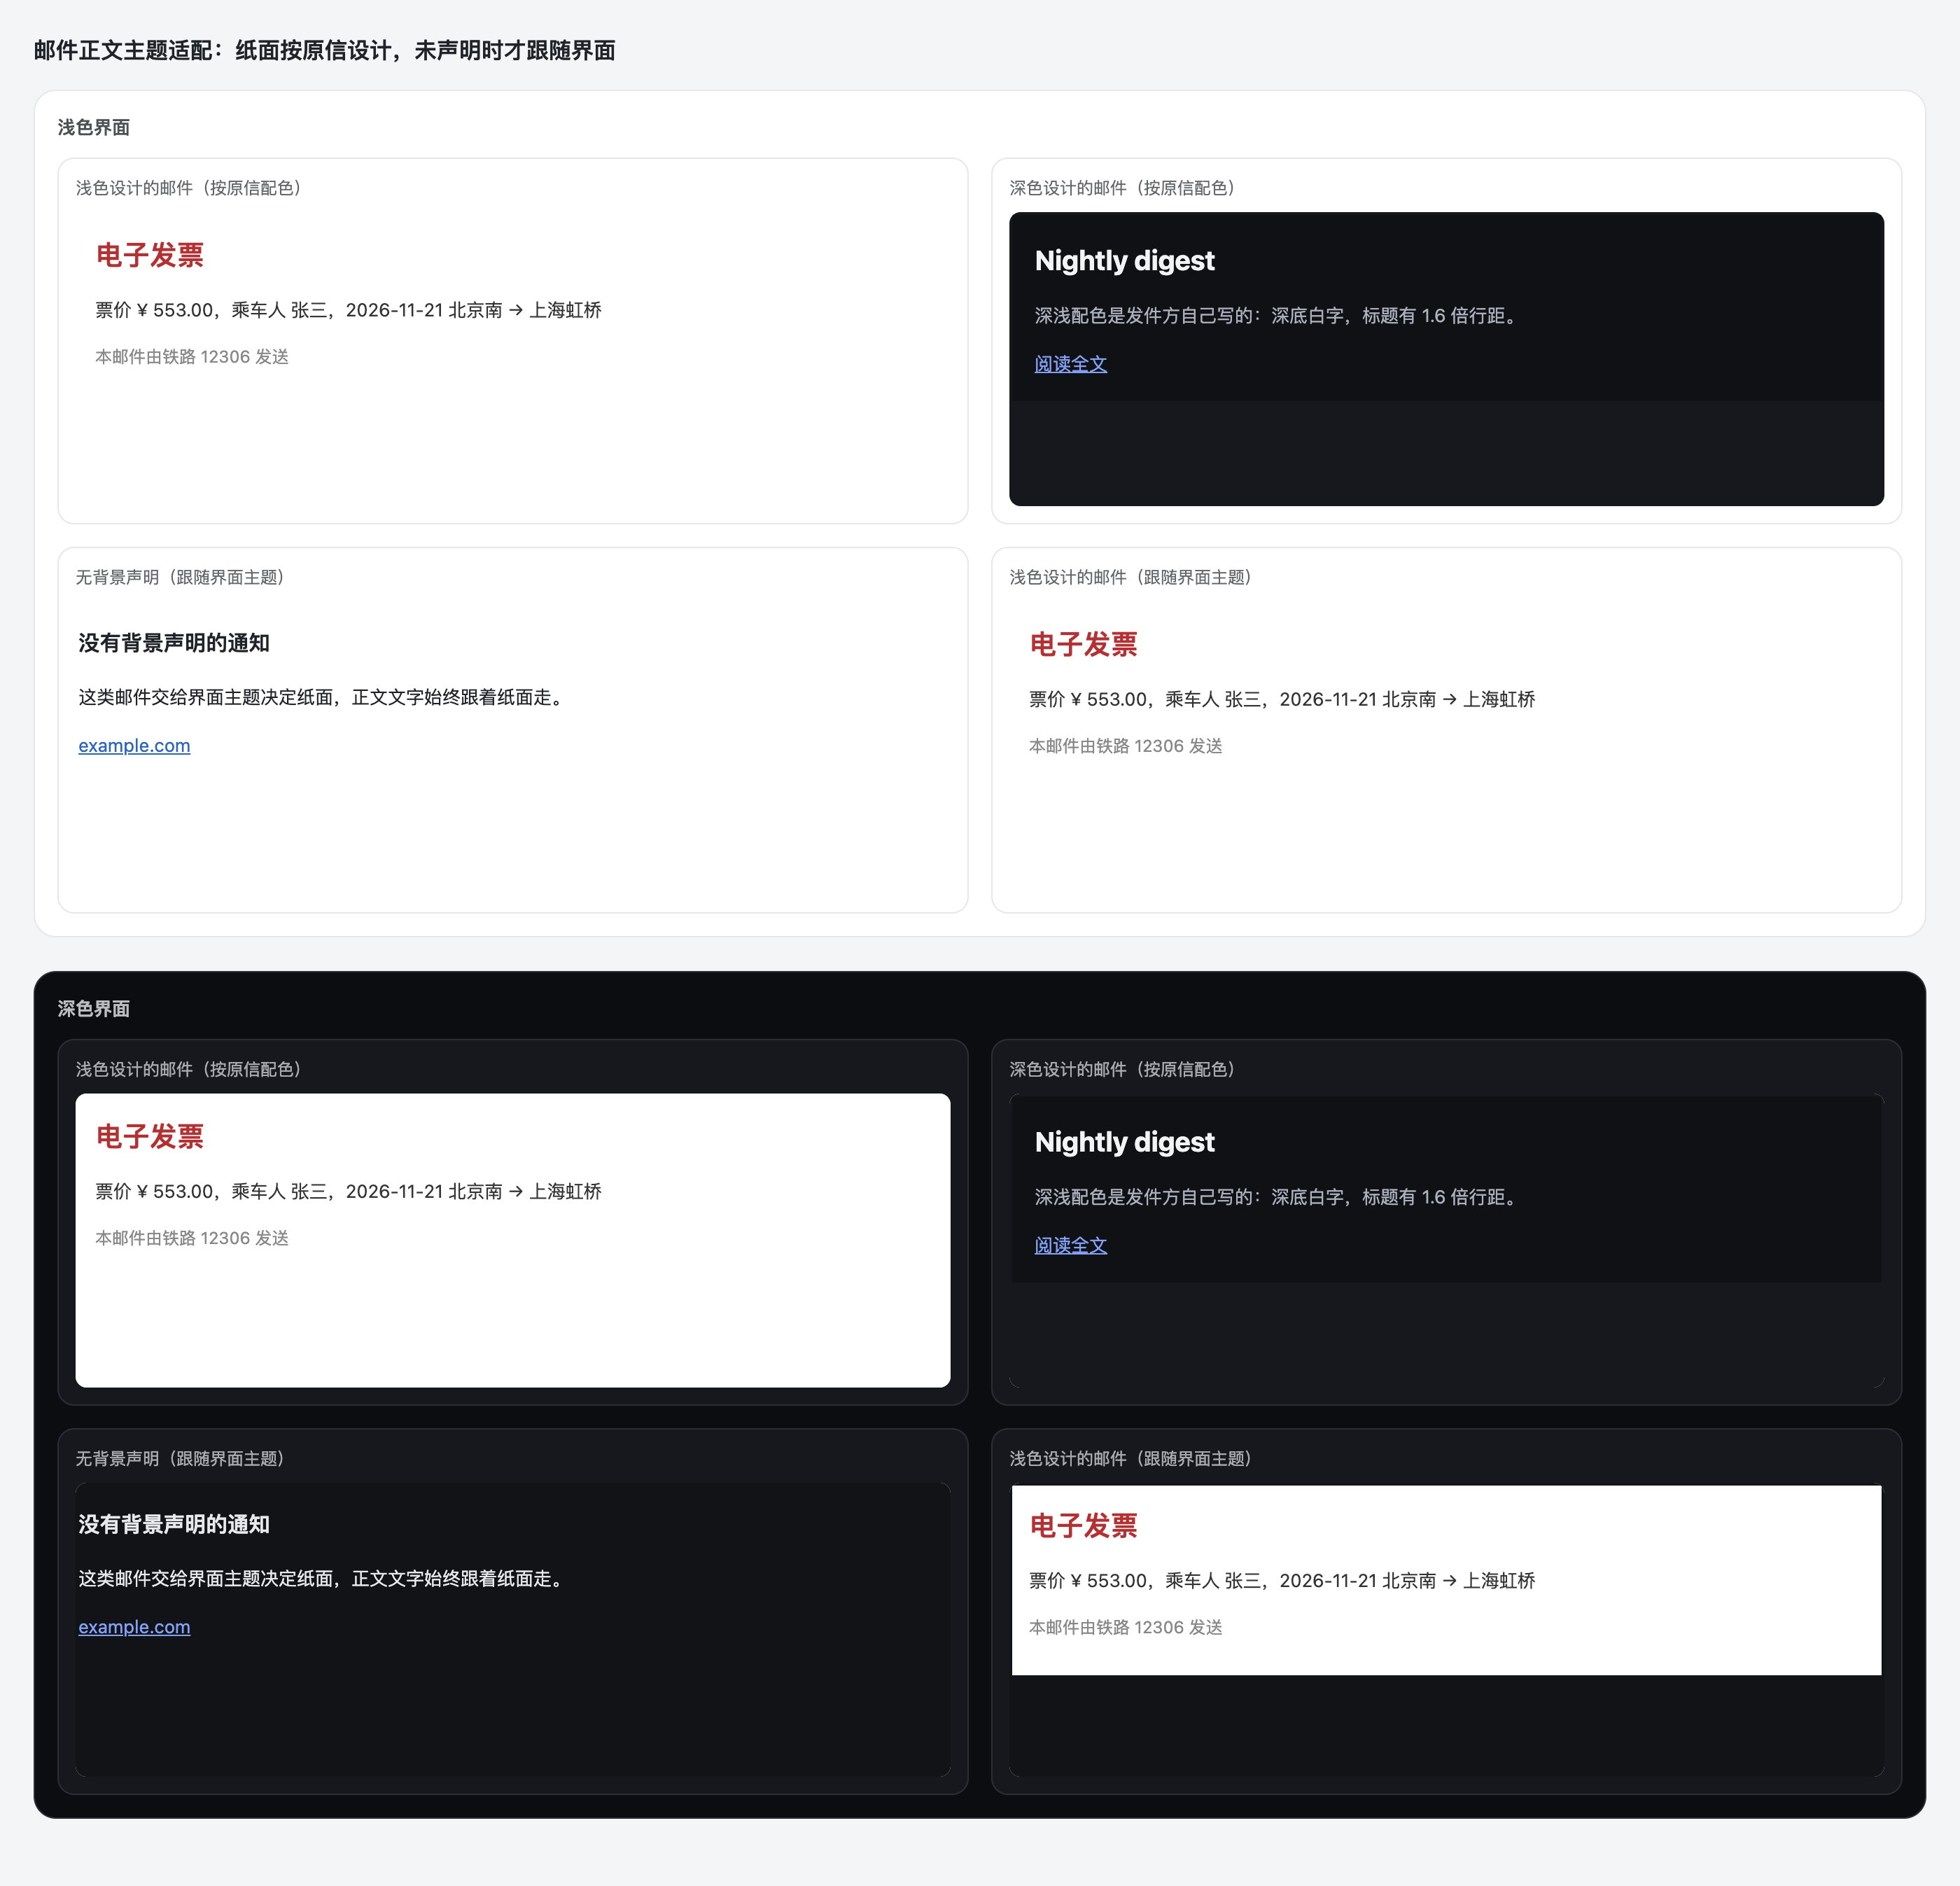 邮件正文主题适配：纸面按原信设计，未声明时才跟随界面
浅色界面
浅色设计的邮件（按原信配色）
电子发票
票价 ¥ 553.00，乘车人 张三，2026-11-21 北京南 → 上海虹桥
本邮件由铁路 12306 发送
深色设计的邮件（按原信配色）
Nightly digest
深浅配色是发件方自己写的：深底白字，标题有 1.6 倍行距。
阅读全文
无背景声明（跟随界面主题）
没有背景声明的通知
这类邮件交给界面主题决定纸面，正文文字始终跟着纸面走。
example.com
浅色设计的邮件（跟随界面主题）
电子发票
票价 ¥ 553.00，乘车人 张三，2026-11-21 北京南 → 上海虹桥
本邮件由铁路 12306 发送
深色界面
浅色设计的邮件（按原信配色）
电子发票
票价 ¥ 553.00，乘车人 张三，2026-11-21 北京南 → 上海虹桥
本邮件由铁路 12306 发送
深色设计的邮件（按原信配色）
Nightly digest
深浅配色是发件方自己写的：深底白字，标题有 1.6 倍行距。
阅读全文
无背景声明（跟随界面主题）
没有背景声明的通知
这类邮件交给界面主题决定纸面，正文文字始终跟着纸面走。
example.com
浅色设计的邮件（跟随界面主题）
电子发票
票价 ¥ 553.00，乘车人 张三，2026-11-21 北京南 → 上海虹桥
本邮件由铁路 12306 发送